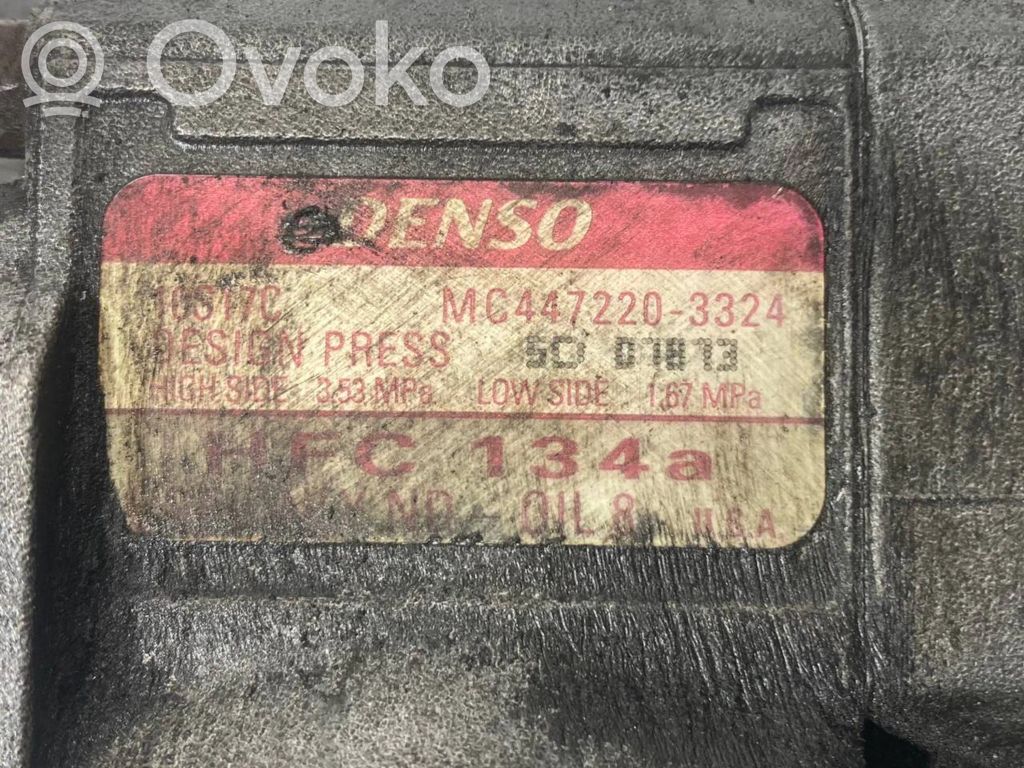 Ovoko
DENSO
10S17C MC447220-3324
DESIGN PRESS
HIGH SIDE 3.53 MPa LOW SIDE 1.67 MPa
HFC 134a
ND-OIL 8 U.S.A.